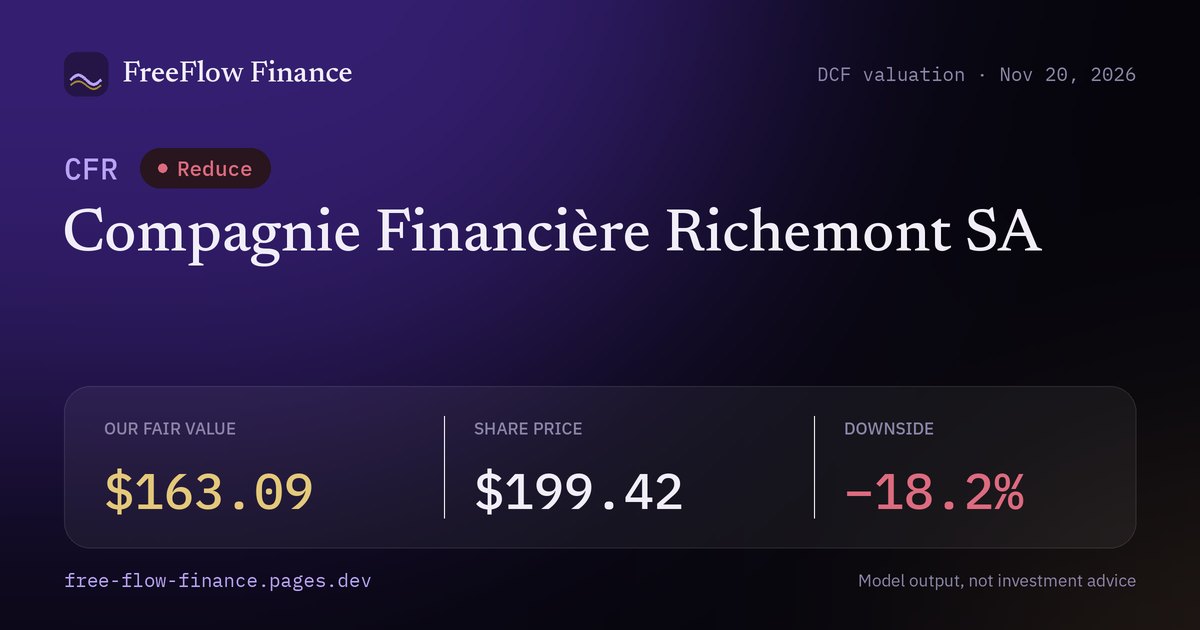 FreeFlow Finance
DCF valuation · Nov 20, 2026
CFR
Reduce
Compagnie Financière Richemont SA
OUR FAIR VALUE
$163.09
SHARE PRICE
$199.42
DOWNSIDE
−18.2%
free-flow-finance.pages.dev
Model output, not investment advice